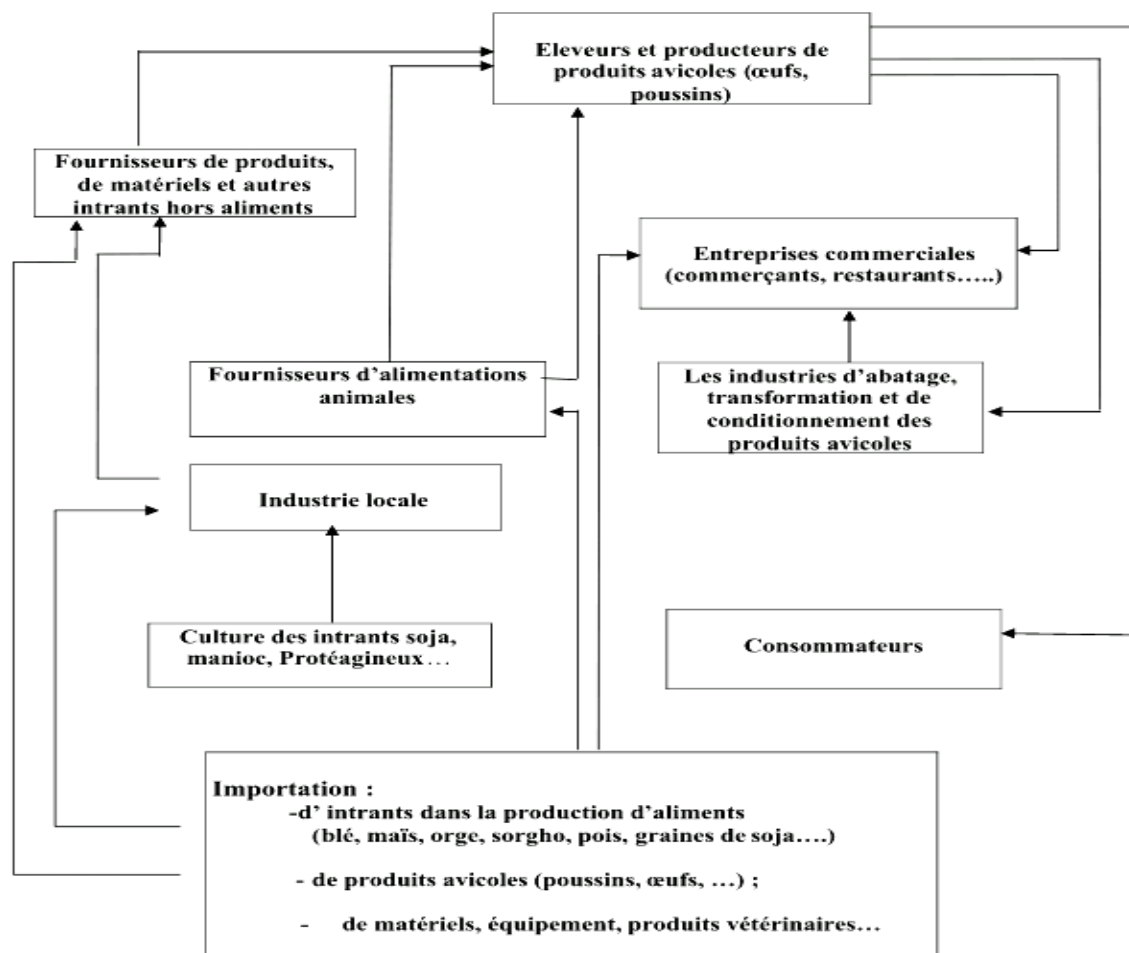 Eleveurs et producteurs de
produits avicoles (œufs,
poussins)
Fournisseurs de produits,
de matériels et autres
intrants hors aliments
Entreprises commerciales
(commerçants, restaurants…..)
Fournisseurs d’alimentations
animales
Les industries d’abatage,
transformation et de
conditionnement des
produits avicoles
Industrie locale
Culture des intrants soja,
manioc, Protéagineux…
Consommateurs
Importation :
-d’ intrants dans la production d’aliments
(blé, maïs, orge, sorgho, pois, graines de soja….)
- de produits avicoles (poussins, œufs, …) ;
- de matériels, équipement, produits vétérinaires…